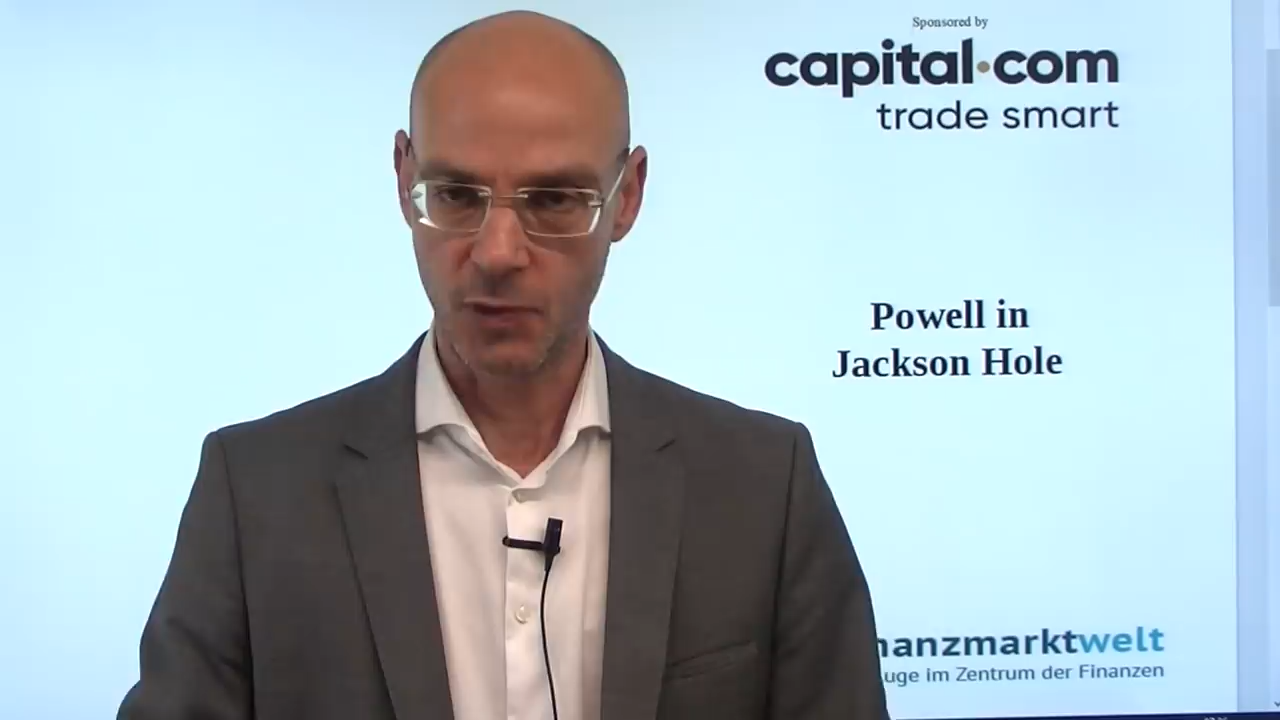 Sponsored by
capital.com
trade smart
Powell in
Jackson Hole
nanzmarktwelt
uge im Zentrum der Finanzen